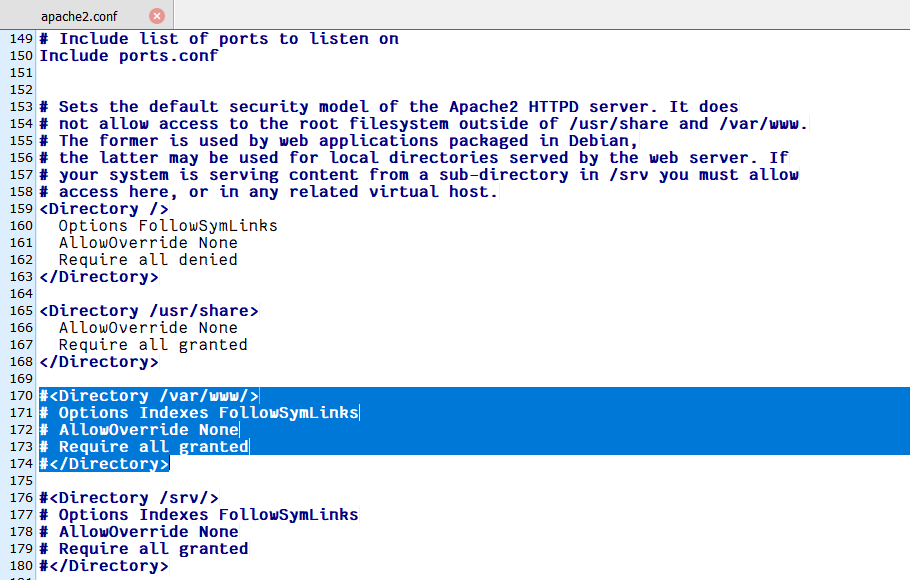 apache2.conf
149 # Include list of ports to listen on
150 Include ports.conf
151
152
153 # Sets the default security model of the Apache2 HTTPD server. It does
154 # not allow access to the root filesystem outside of /usr/share and /var/www.
155 # The former is used by web applications packaged in Debian,
156 # the latter may be used for local directories served by the web server. If
157 # your system is serving content from a sub-directory in /srv you must allow
158 # access here, or in any related virtual host.
159 <Directory />
160   Options FollowSymLinks
161   AllowOverride None
162   Require all denied
163 </Directory>
164
165 <Directory /usr/share>
166   AllowOverride None
167   Require all granted
168 </Directory>
169
170 #<Directory /var/www/>
171 # Options Indexes FollowSymLinks
172 # AllowOverride None
173 # Require all granted
174 #</Directory>
175
176 #<Directory /srv/>
177 # Options Indexes FollowSymLinks
178 # AllowOverride None
179 # Require all granted
180 #</Directory>